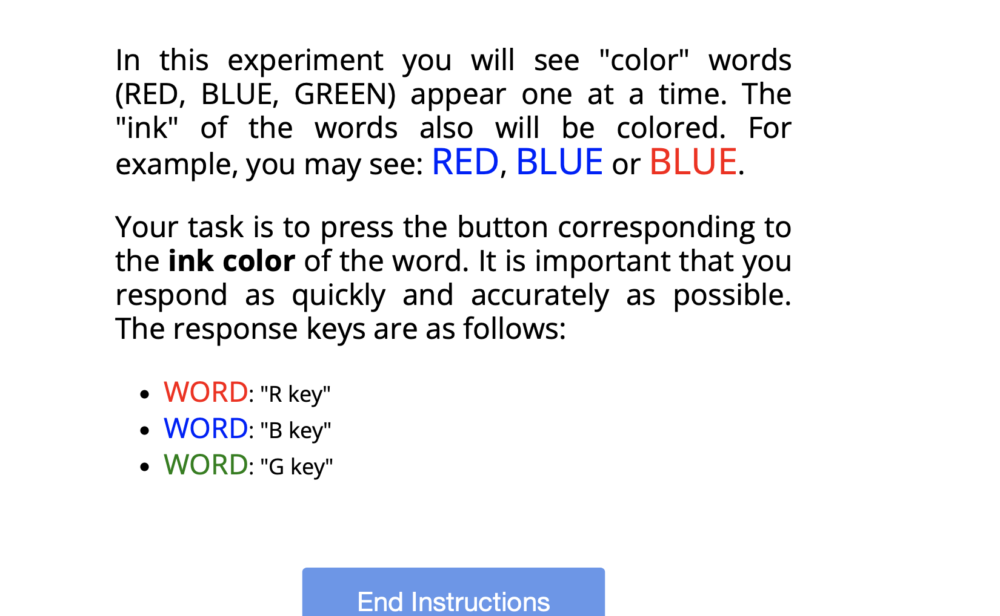 In this experiment you will see "color" words
(RED, BLUE, GREEN) appear one at a time. The
"ink" of the words also will be colored. For
example, you may see: RED, BLUE or BLUE.
Your task is to press the button corresponding to
the ink color of the word. It is important that you
respond as quickly and accurately as possible.
The response keys are as follows:
• WORD: "R key"
• WORD: "B key"
• WORD: "G key"
End Instructions